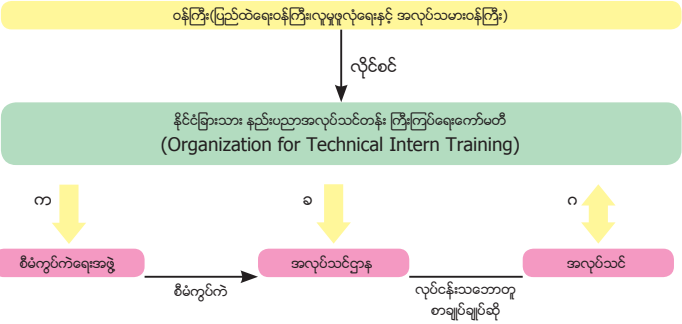 ဝန်ကြီး(ပြည်ထဲရေးဝန်ကြီး၊လူမှုဖူလုံရေးနှင့် အလုပ်သမားဝန်ကြီး)
လိုင်စင်
နိုင်ငံခြားသား နည်းပညာအလုပ်သင်တန်း ကြီးကြပ်ရေးကော်မတီ
(Organization for Technical Intern Training)
က
ခ
ဂ
စီမံကွပ်ကဲရေးအဖွဲ့
အလုပ်သင်ဌာန
အလုပ်သင်
စီမံကွပ်ကဲ
လုပ်ငန်းသဘောတူ
စာချုပ်ချုပ်ဆို